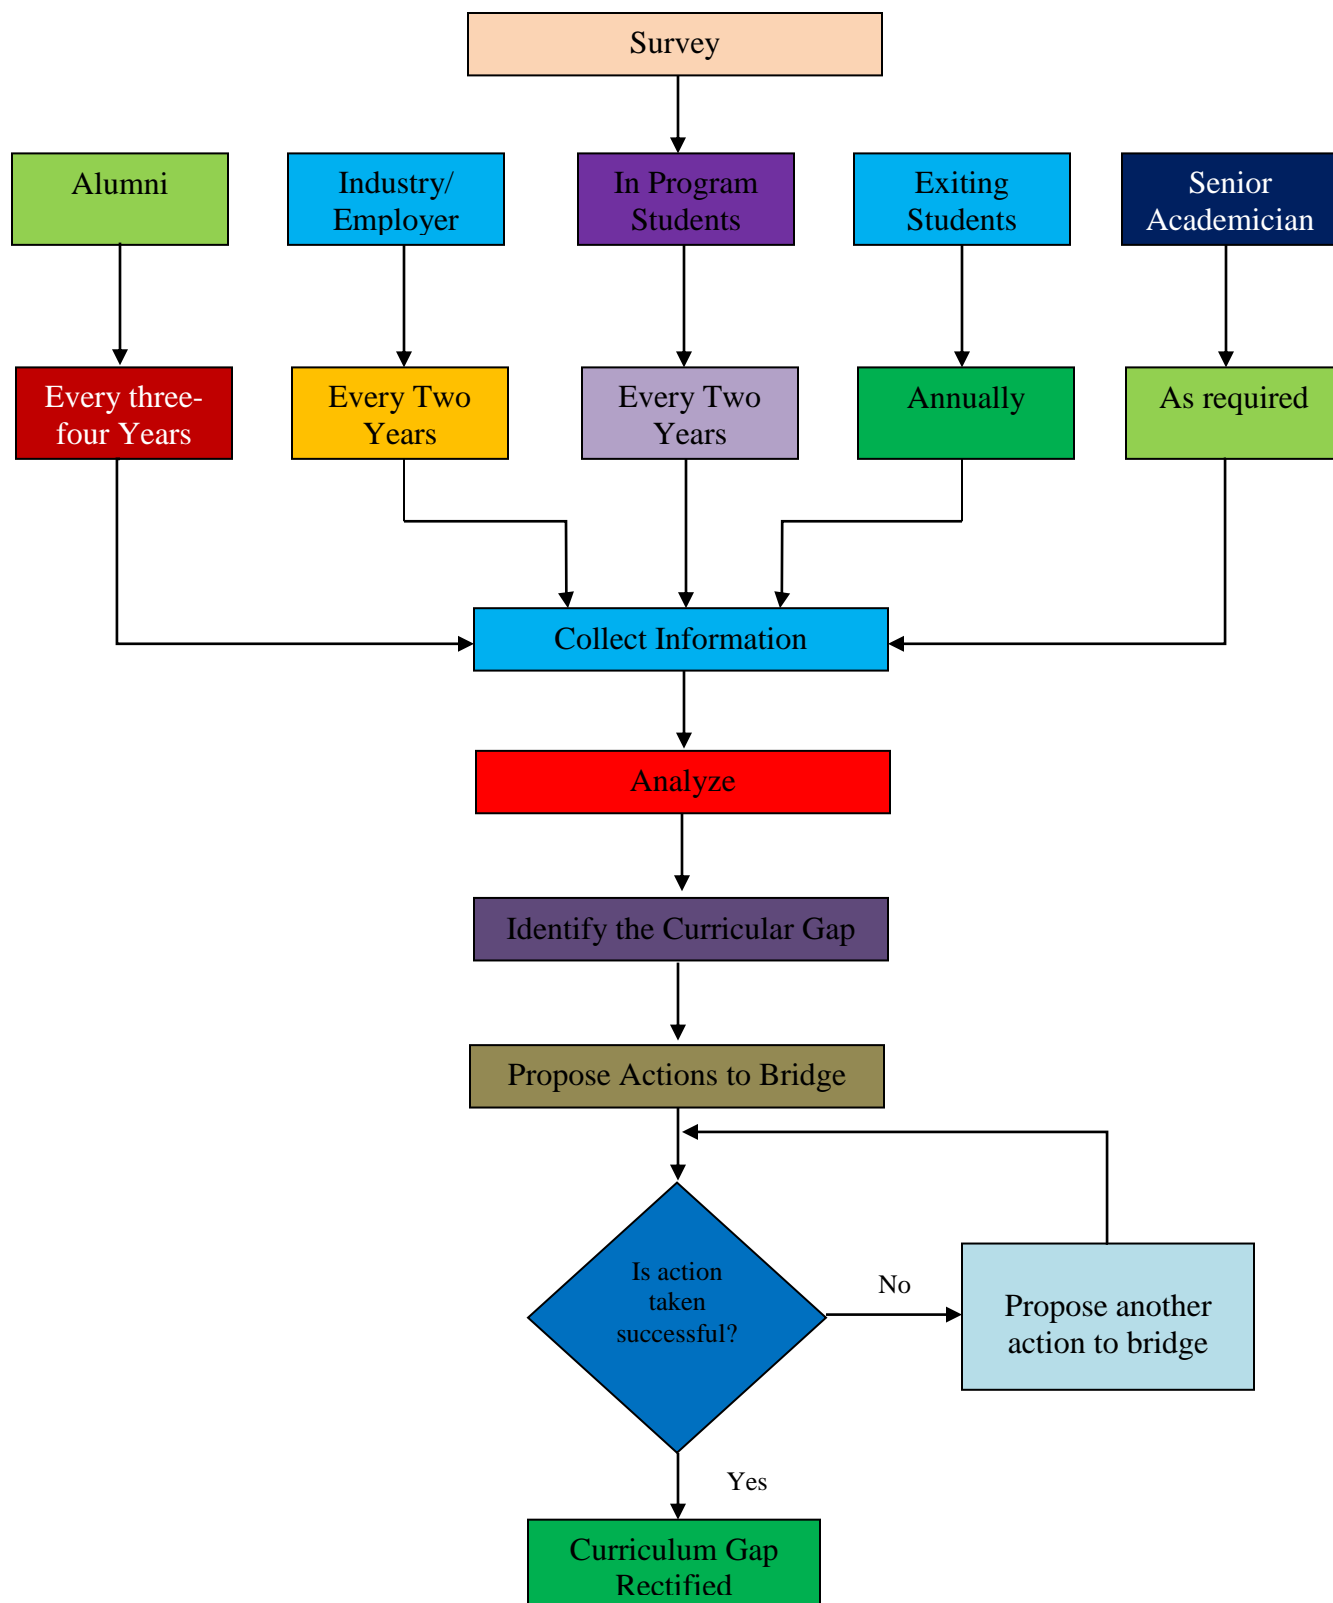 Survey
Alumni
Industry/
Employer
In Program
Students
Exiting
Students
Senior
Academician
Every three-
four Years
Every Two
Years
Every Two
Years
Annually
As required
Collect Information
Analyze
Identify the Curricular Gap
Propose Actions to Bridge
Is action
taken
successful?
No
Propose another
action to bridge
Yes
Curriculum Gap
Rectified